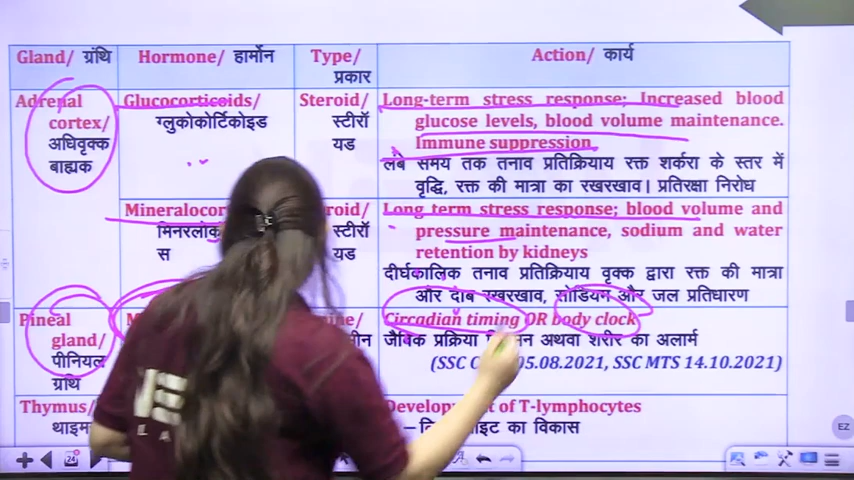 Gland/ ग्रंथि
Hormone/ हार्मोन
Type/
प्रकार
Action/ कार्य
Adrenal
cortex/
अधिवृक्क
बाह्यक
Glucocorticoids/
ग्लुकोकोर्टिकोइड
Steroid/
स्टीरॉ
यड
Long-term stress response; Increased blood
glucose levels, blood volume maintenance.
Immune suppression
लंबे समय तक तनाव प्रतिक्रियाय रक्त शर्करा के स्तर में
वृद्धि, रक्त की मात्रा का रखरखाव। प्रतिरक्षा निरोध
Mineralocor
मिनरलोक
स
roid/
स्टीरॉ
यड
Long term stress response; blood volume and
pressure maintenance, sodium and water
retention by kidneys
दीर्घकालिक तनाव प्रतिक्रियाय वृक्क द्वारा रक्त की मात्रा
और दाब रखरखाव, सोडियम और जल प्रतिधारण
Pineal
gland/
पीनियल
ग्रंथि
Circadian timing OR body clock
जैविक प्रक्रिया अथवा शरीर का अलार्म
(SSC 05.08.2021, SSC MTS 14.10.2021)
Thymus/
थाइम
Development of T-lymphocytes
का विकास
24
EZ